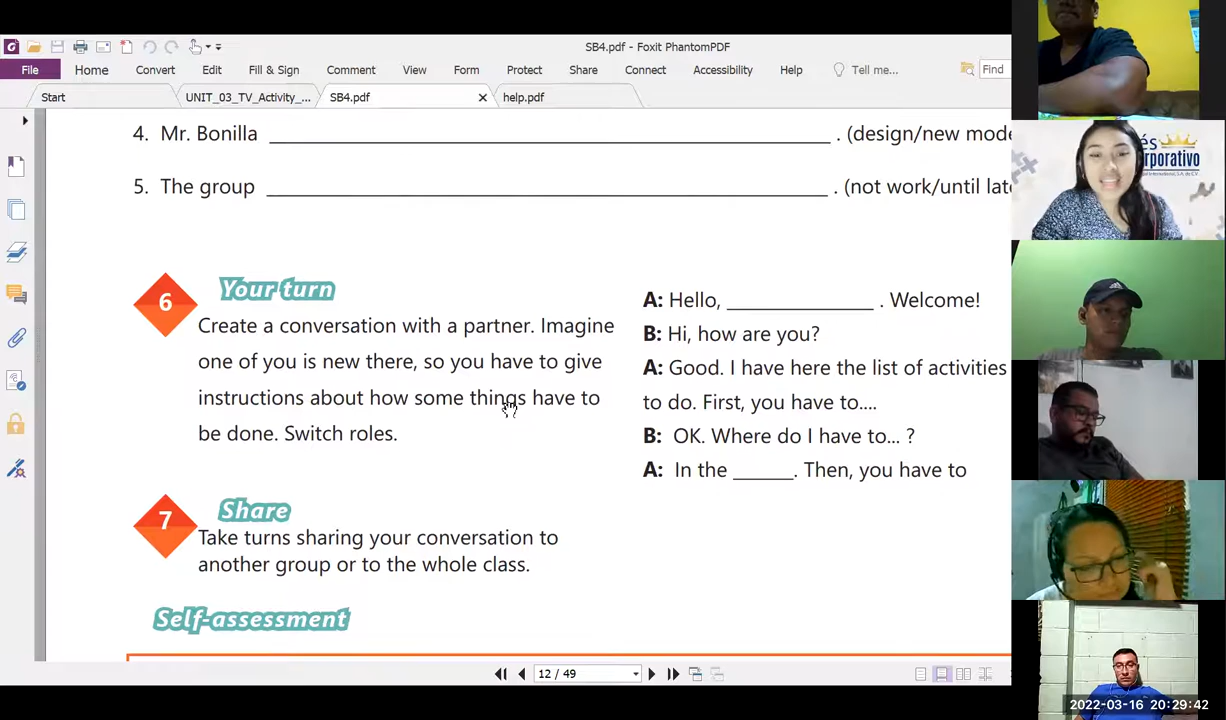 SB4.pdf - Foxit PhantomPDF
File Home Convert Edit Fill & Sign Comment View Form Protect Share Connect Accessibility Help Tell me... Find
Start UNIT_03_TV_Activity_... SB4.pdf help.pdf
4. Mr. Bonilla ______. (design/new mode
5. The group ______. (not work/until late
6 Your turn
Create a conversation with a partner. Imagine
one of you is new there, so you have to give
instructions about how some things have to
be done. Switch roles.
A: Hello, ______ . Welcome!
B: Hi, how are you?
A: Good. I have here the list of activities
to do. First, you have to....
B: OK. Where do I have to... ?
A: In the ______. Then, you have to
7 Share
Take turns sharing your conversation to
another group or to the whole class.
Self-assessment
12 / 49
és
rporativo
2022-03-16 20:29:42